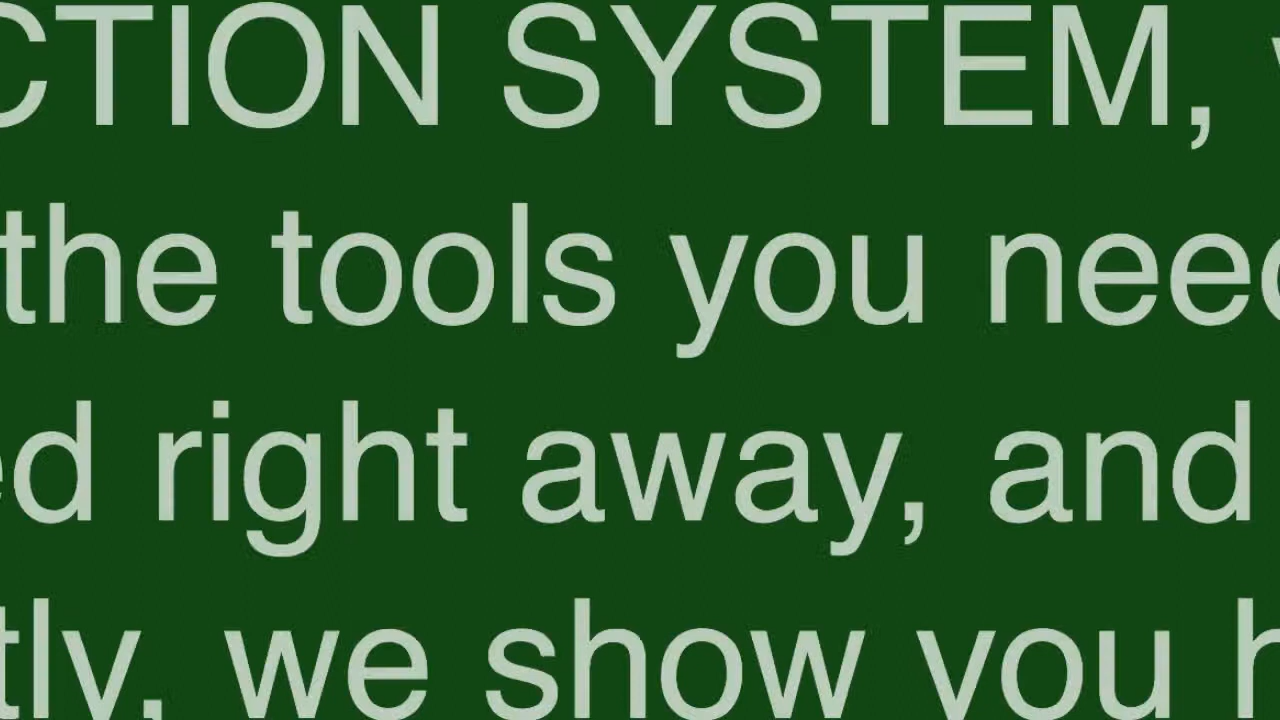 CTION SYSTEM,
the tools you need
ed right away, and
tly, we show you h